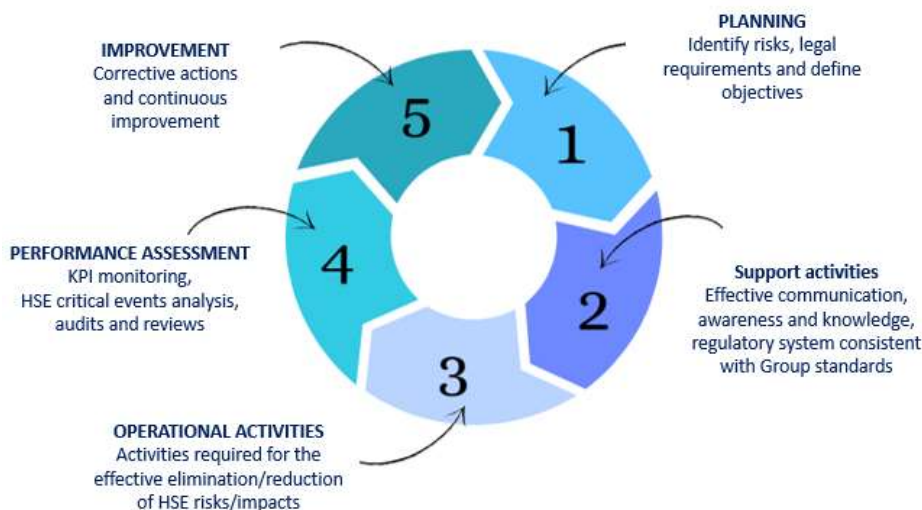 PLANNING
Identify risks, legal
requirements and define
objectives
1
Support activities
Effective communication,
awareness and knowledge,
regulatory system consistent
with Group standards
2
OPERATIONAL ACTIVITIES
Activities required for the
effective elimination/reduction
of HSE risks/impacts
3
PERFORMANCE ASSESSMENT
KPI monitoring,
HSE critical events analysis,
audits and reviews
4
IMPROVEMENT
Corrective actions
and continuous
improvement
5